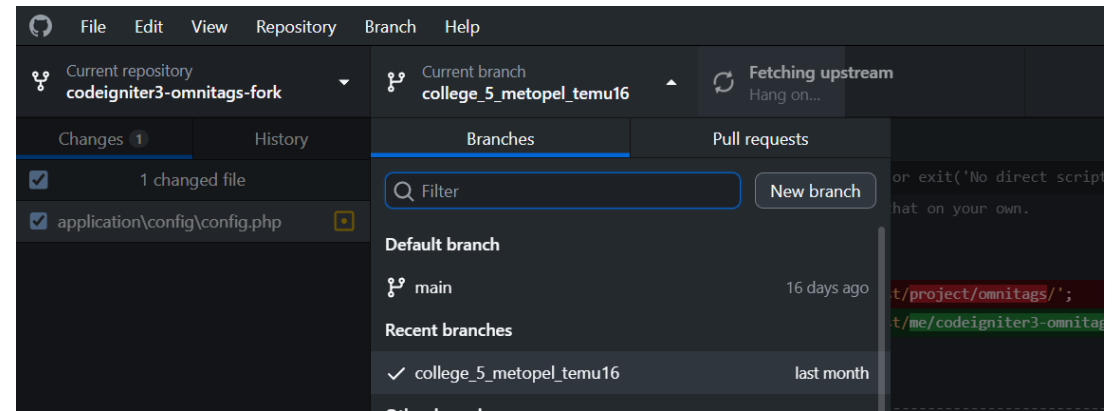 File Edit View Repository Branch Help
Current repository
codeigniter3-omnitags-fork
Current branch
college_5_metopel_temu16
Fetching upstream
Hang on...
Changes 1
History
Branches
Pull requests
1 changed file
Filter
New branch
or exit('No direct script
application\config\config.php
hat on your own.
Default branch
main
16 days ago
t/project/omnitags/';
Recent branches
t/me/codeigniter3-omnitag
college_5_metopel_temu16
last month